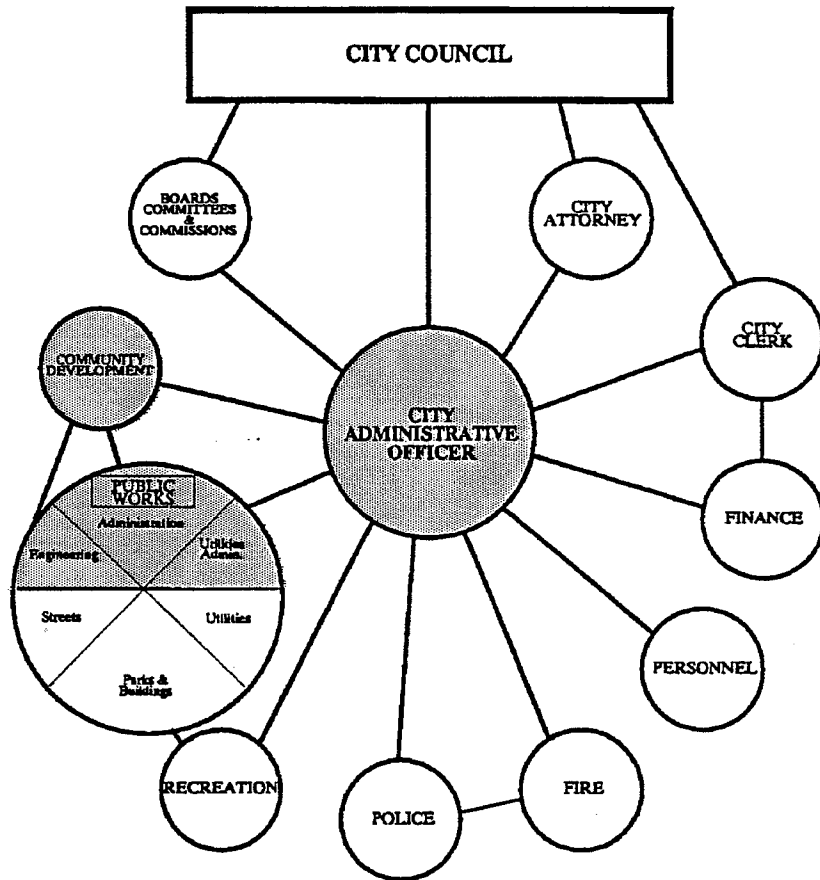 CITY COUNCIL
BOARDS
COMMITTEES
&
COMMISSIONS
CITY
ATTORNEY
CITY
CLERK
COMMUNITY
DEVELOPMENT
CITY
ADMINISTRATIVE
OFFICER
PUBLIC
WORKS
Administration
Engineering
Utilities
Admin.
FINANCE
Streets
Utilities
Parks &
Buildings
PERSONNEL
RECREATION
POLICE
FIRE